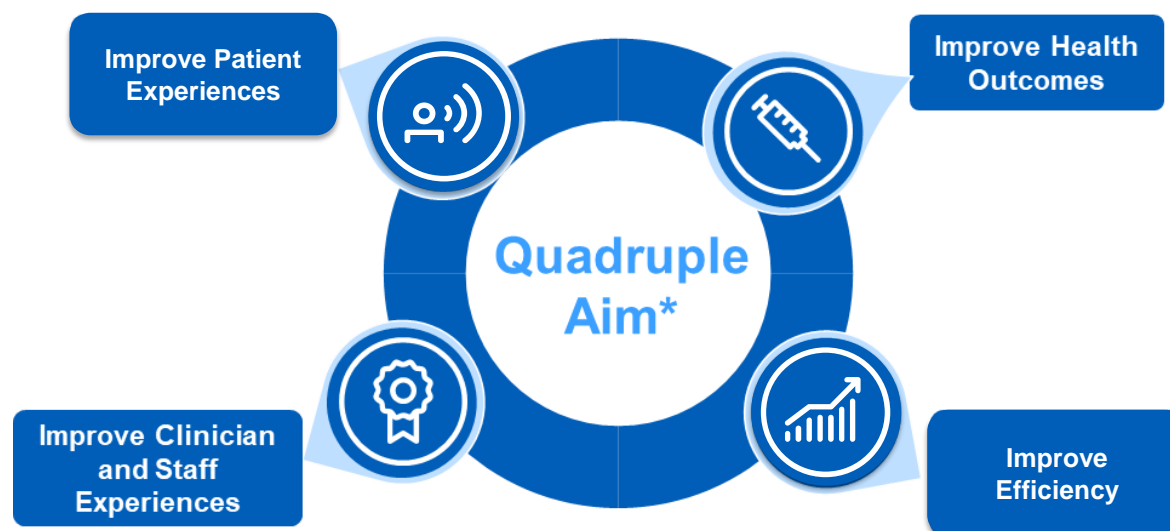 Improve Patient
Experiences
Improve Health
Outcomes
Quadruple
Aim*
Improve Clinician
and Staff
Experiences
Improve
Efficiency